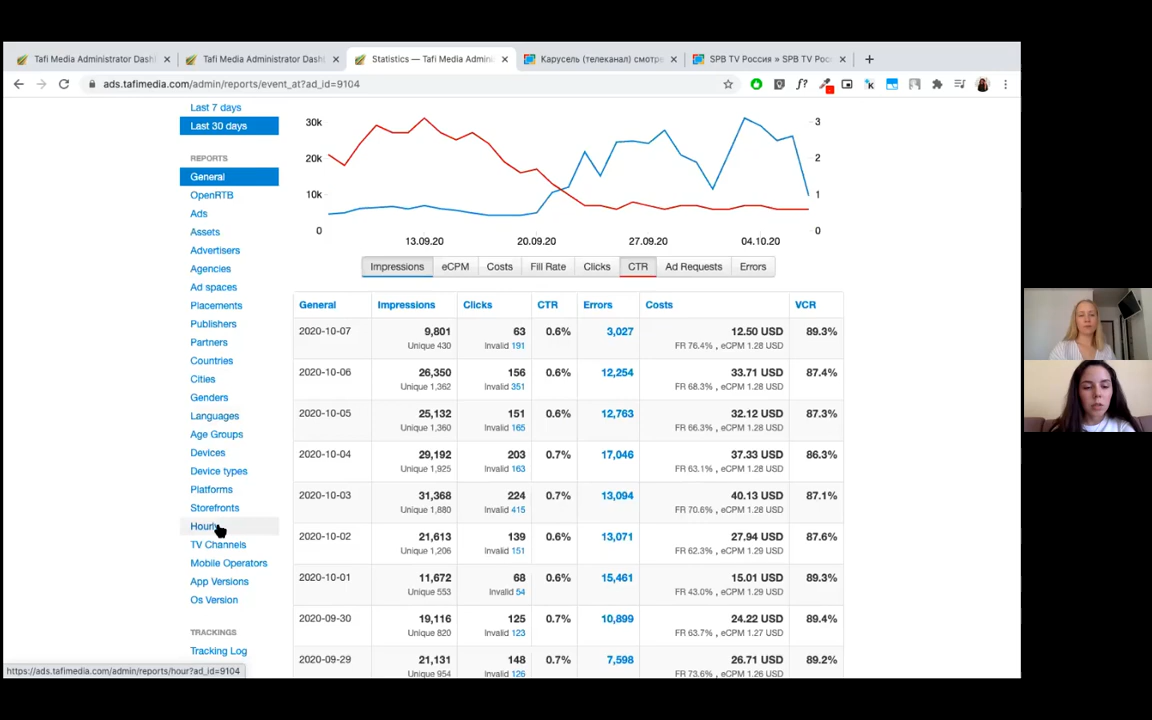 Tafi Media Administrator Dash
Tafi Media Administrator Dash
Statistics — Tafi Media Admin
Карусель (телеканал) смотре
SPB TV Россия » SPB TV Рос
ads.tafimedia.com/admin/reports/event_at?ad_id=9104
Last 7 days
Last 30 days
REPORTS
General
OpenRTB
Ads
Assets
Advertisers
Agencies
Ad spaces
Placements
Publishers
Partners
Countries
Cities
Genders
Languages
Age Groups
Devices
Device types
Platforms
Storefronts
Hourly
TV Channels
Mobile Operators
App Versions
Os Version
TRACKINGS
Tracking Log
https://ads.tafimedia.com/admin/reports/hour?ad_id=9104
30k 3
20k 2
10k 1
0 0
13.09.20 20.09.20 27.09.20 04.10.20
Impressions eCPM Costs Fill Rate Clicks CTR Ad Requests Errors
General Impressions Clicks CTR Errors Costs VCR
2020-10-07 9,801 63 0.6% 3,027 12.50 USD 89.3%
Unique 430 Invalid 191 FR 76.4% , eCPM 1.28 USD
2020-10-06 26,350 156 0.6% 12,254 33.71 USD 87.4%
Unique 1,362 Invalid 351 FR 68.3% , eCPM 1.28 USD
2020-10-05 25,132 151 0.6% 12,763 32.12 USD 87.3%
Unique 1,360 Invalid 165 FR 66.3% , eCPM 1.28 USD
2020-10-04 29,192 203 0.7% 17,046 37.33 USD 86.3%
Unique 1,925 Invalid 163 FR 63.1% , eCPM 1.28 USD
2020-10-03 31,368 224 0.7% 13,094 40.13 USD 87.1%
Unique 1,880 Invalid 415 FR 70.6% , eCPM 1.28 USD
2020-10-02 21,613 139 0.6% 13,071 27.94 USD 87.6%
Unique 1,206 Invalid 151 FR 62.3% , eCPM 1.29 USD
2020-10-01 11,672 68 0.6% 15,461 15.01 USD 89.3%
Unique 553 Invalid 54 FR 43.0% , eCPM 1.29 USD
2020-09-30 19,116 125 0.7% 10,899 24.22 USD 89.4%
Unique 820 Invalid 123 FR 63.7% , eCPM 1.27 USD
2020-09-29 21,131 148 0.7% 7,598 26.71 USD 89.2%
Unique 954 Invalid 126 FR 73.6% , eCPM 1.26 USD